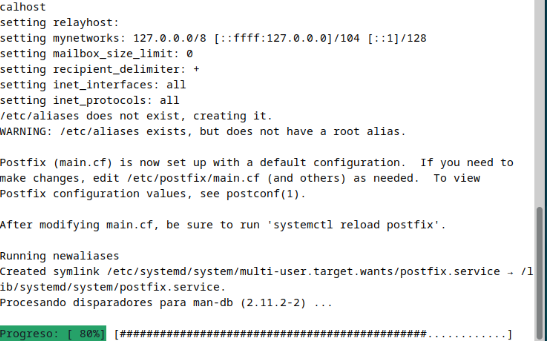 calhost
setting relayhost:
setting mynetworks: 127.0.0.0/8 [::ffff:127.0.0.0]/104 [::1]/128
setting mailbox_size_limit: 0
setting recipient_delimiter: +
setting inet_interfaces: all
setting inet_protocols: all
/etc/aliases does not exist, creating it.
WARNING: /etc/aliases exists, but does not have a root alias.
Postfix (main.cf) is now set up with a default configuration.  If you need to
make changes, edit /etc/postfix/main.cf (and others) as needed.  To view
Postfix configuration values, see postconf(1).
After modifying main.cf, be sure to run 'systemctl reload postfix'.
Running newaliases
Created symlink /etc/systemd/system/multi-user.target.wants/postfix.service → /l
ib/systemd/system/postfix.service.
Procesando disparadores para man-db (2.11.2-2) ...
Progreso: [ 80%] [##############################################............]